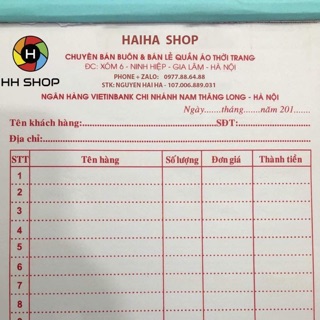 HAIHA SHOP
H
HH SHOP
CHUYÊN BÁN BUÔN & BÁN LẺ QUẦN ÁO THỜI TRANG
ĐC: XÓM 6 - NINH HIỆP - GIA LÂM - HÀ NỘI
PHONE + ZALO: 0977.88.64.88
STK: NGUYEN HAI HA - 107.006.889.031
NGÂN HÀNG VIETINBANK CHI NHÁNH NAM THĂNG LONG - HÀ NỘI
Ngày......tháng......năm 201......
Tên khách hàng:................SĐT:................
Địa chỉ:................
STT Tên hàng Số lượng Đơn giá Thành tiền
1
2
3
4
5
6
7
8